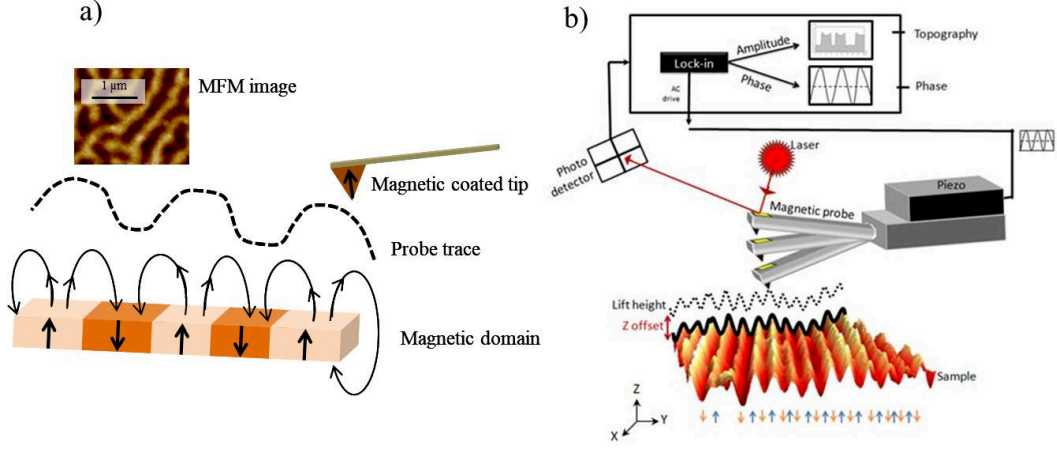 a)
1 μm
MFM image
Magnetic coated tip
Probe trace
Magnetic domain
b)
Amplitude
Topography
Lock-in
Phase
Phase
AC
drive
Photo
detector
Laser
Piezo
Magnetic probe
Lift height
Z offset
Sample
Z
Y
X